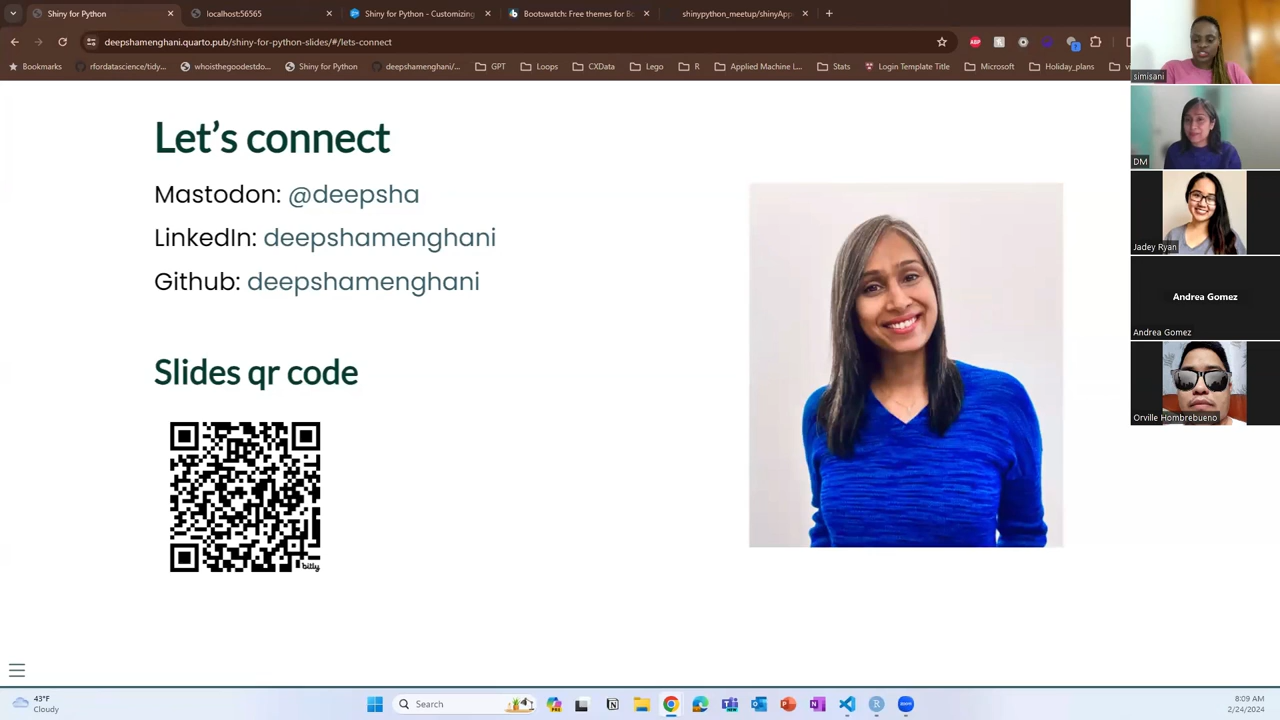 Shiny for Python
localhost:56565
Shiny for Python - Customizing
Bootswatch: Free themes for Bo
shinypython_meetup/shinyApp
deepshamenghani.quarto.pub/shiny-for-python-slides/#/lets-connect
Bookmarks
rfordatascience/tidy...
whoisthegoodestdo...
Shiny for Python
deepshamenghani/...
GPT
Loops
CXData
Lego
R
Applied Machine L...
Stats
Login Template Title
Microsoft
Holiday_plans
Let's connect
Mastodon: @deepsha
LinkedIn: deepshamenghani
Github: deepshamenghani
Slides qr code
bitly
simisani
DM
Jadey Ryan
Andrea Gomez
Andrea Gomez
Orville Hombrebueno
43°F
Cloudy
Search
8:09 AM
2/24/2024